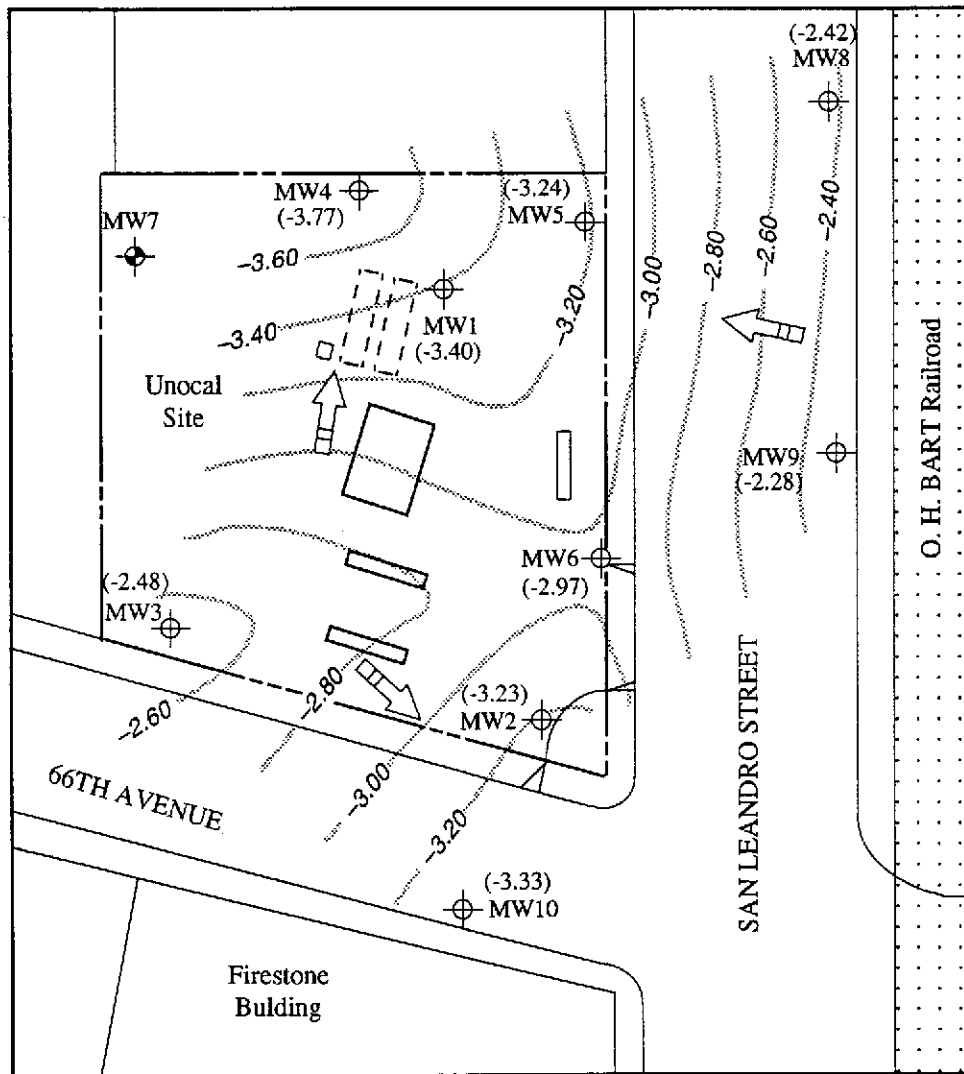 (-2.42)
MW8
MW4
(-3.77)
(-3.24)
MW5
MW7
-3.60
-2.40
-2.60
-2.80
-3.00
-3.20
-3.40
MW1
(-3.40)
Unocal
Site
MW9
(-2.28)
O. H. BART Railroad
MW6
(-2.97)
(-2.48)
MW3
-2.60
-2.80
(-3.23)
MW2
-3.00
-3.20
66TH AVENUE
SAN LEANDRO STREET
(-3.33)
MW10
Firestone
Bulding